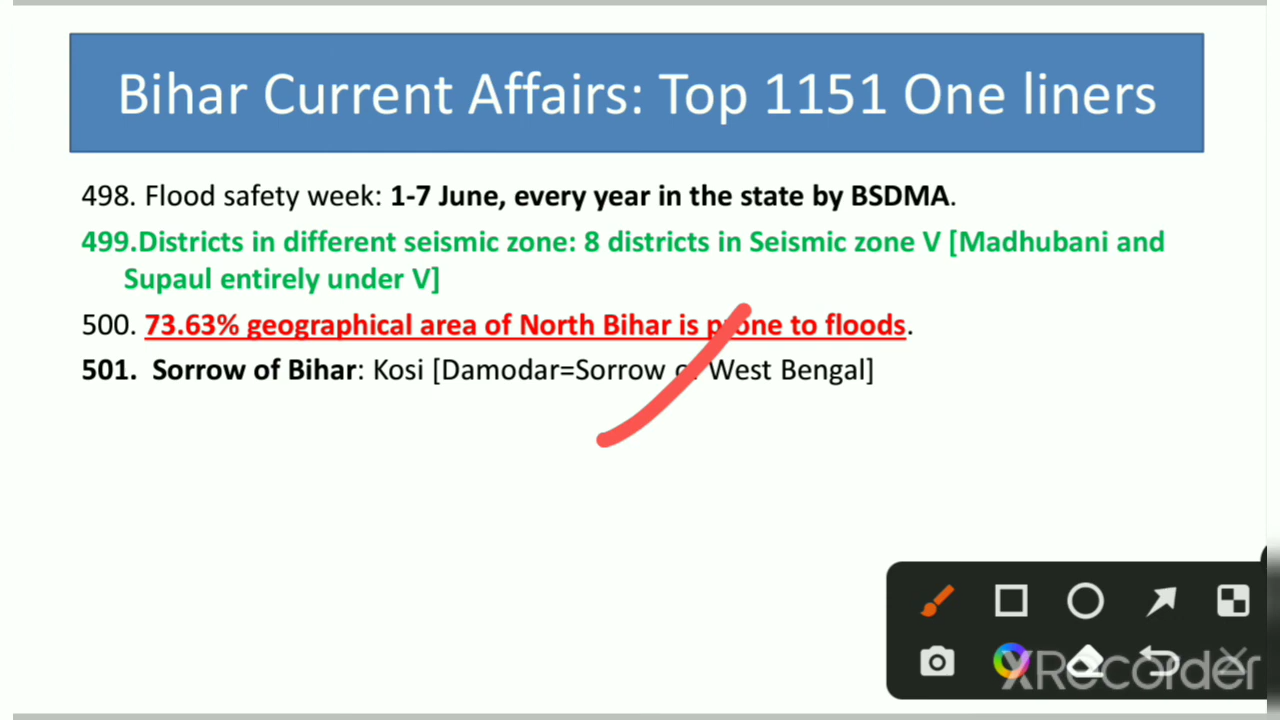 Bihar Current Affairs: Top 1151 One liners
498. Flood safety week: 1-7 June, every year in the state by BSDMA.
499.Districts in different seismic zone: 8 districts in Seismic zone V [Madhubani and
Supaul entirely under V]
500. 73.63% geographical area of North Bihar is prone to floods.
501. Sorrow of Bihar: Kosi [Damodar=Sorrow of West Bengal]
XRecorder